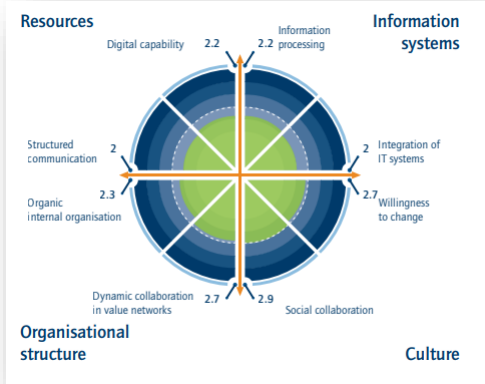 Resources
Information
systems
Digital capability 2.2
2.2 Information
processing
Structured
communication 2
2 Integration of
IT systems
Organic
internal organisation 2.3
2.7 Willingness
to change
Dynamic collaboration
in value networks 2.7
2.9 Social collaboration
Organisational
structure
Culture